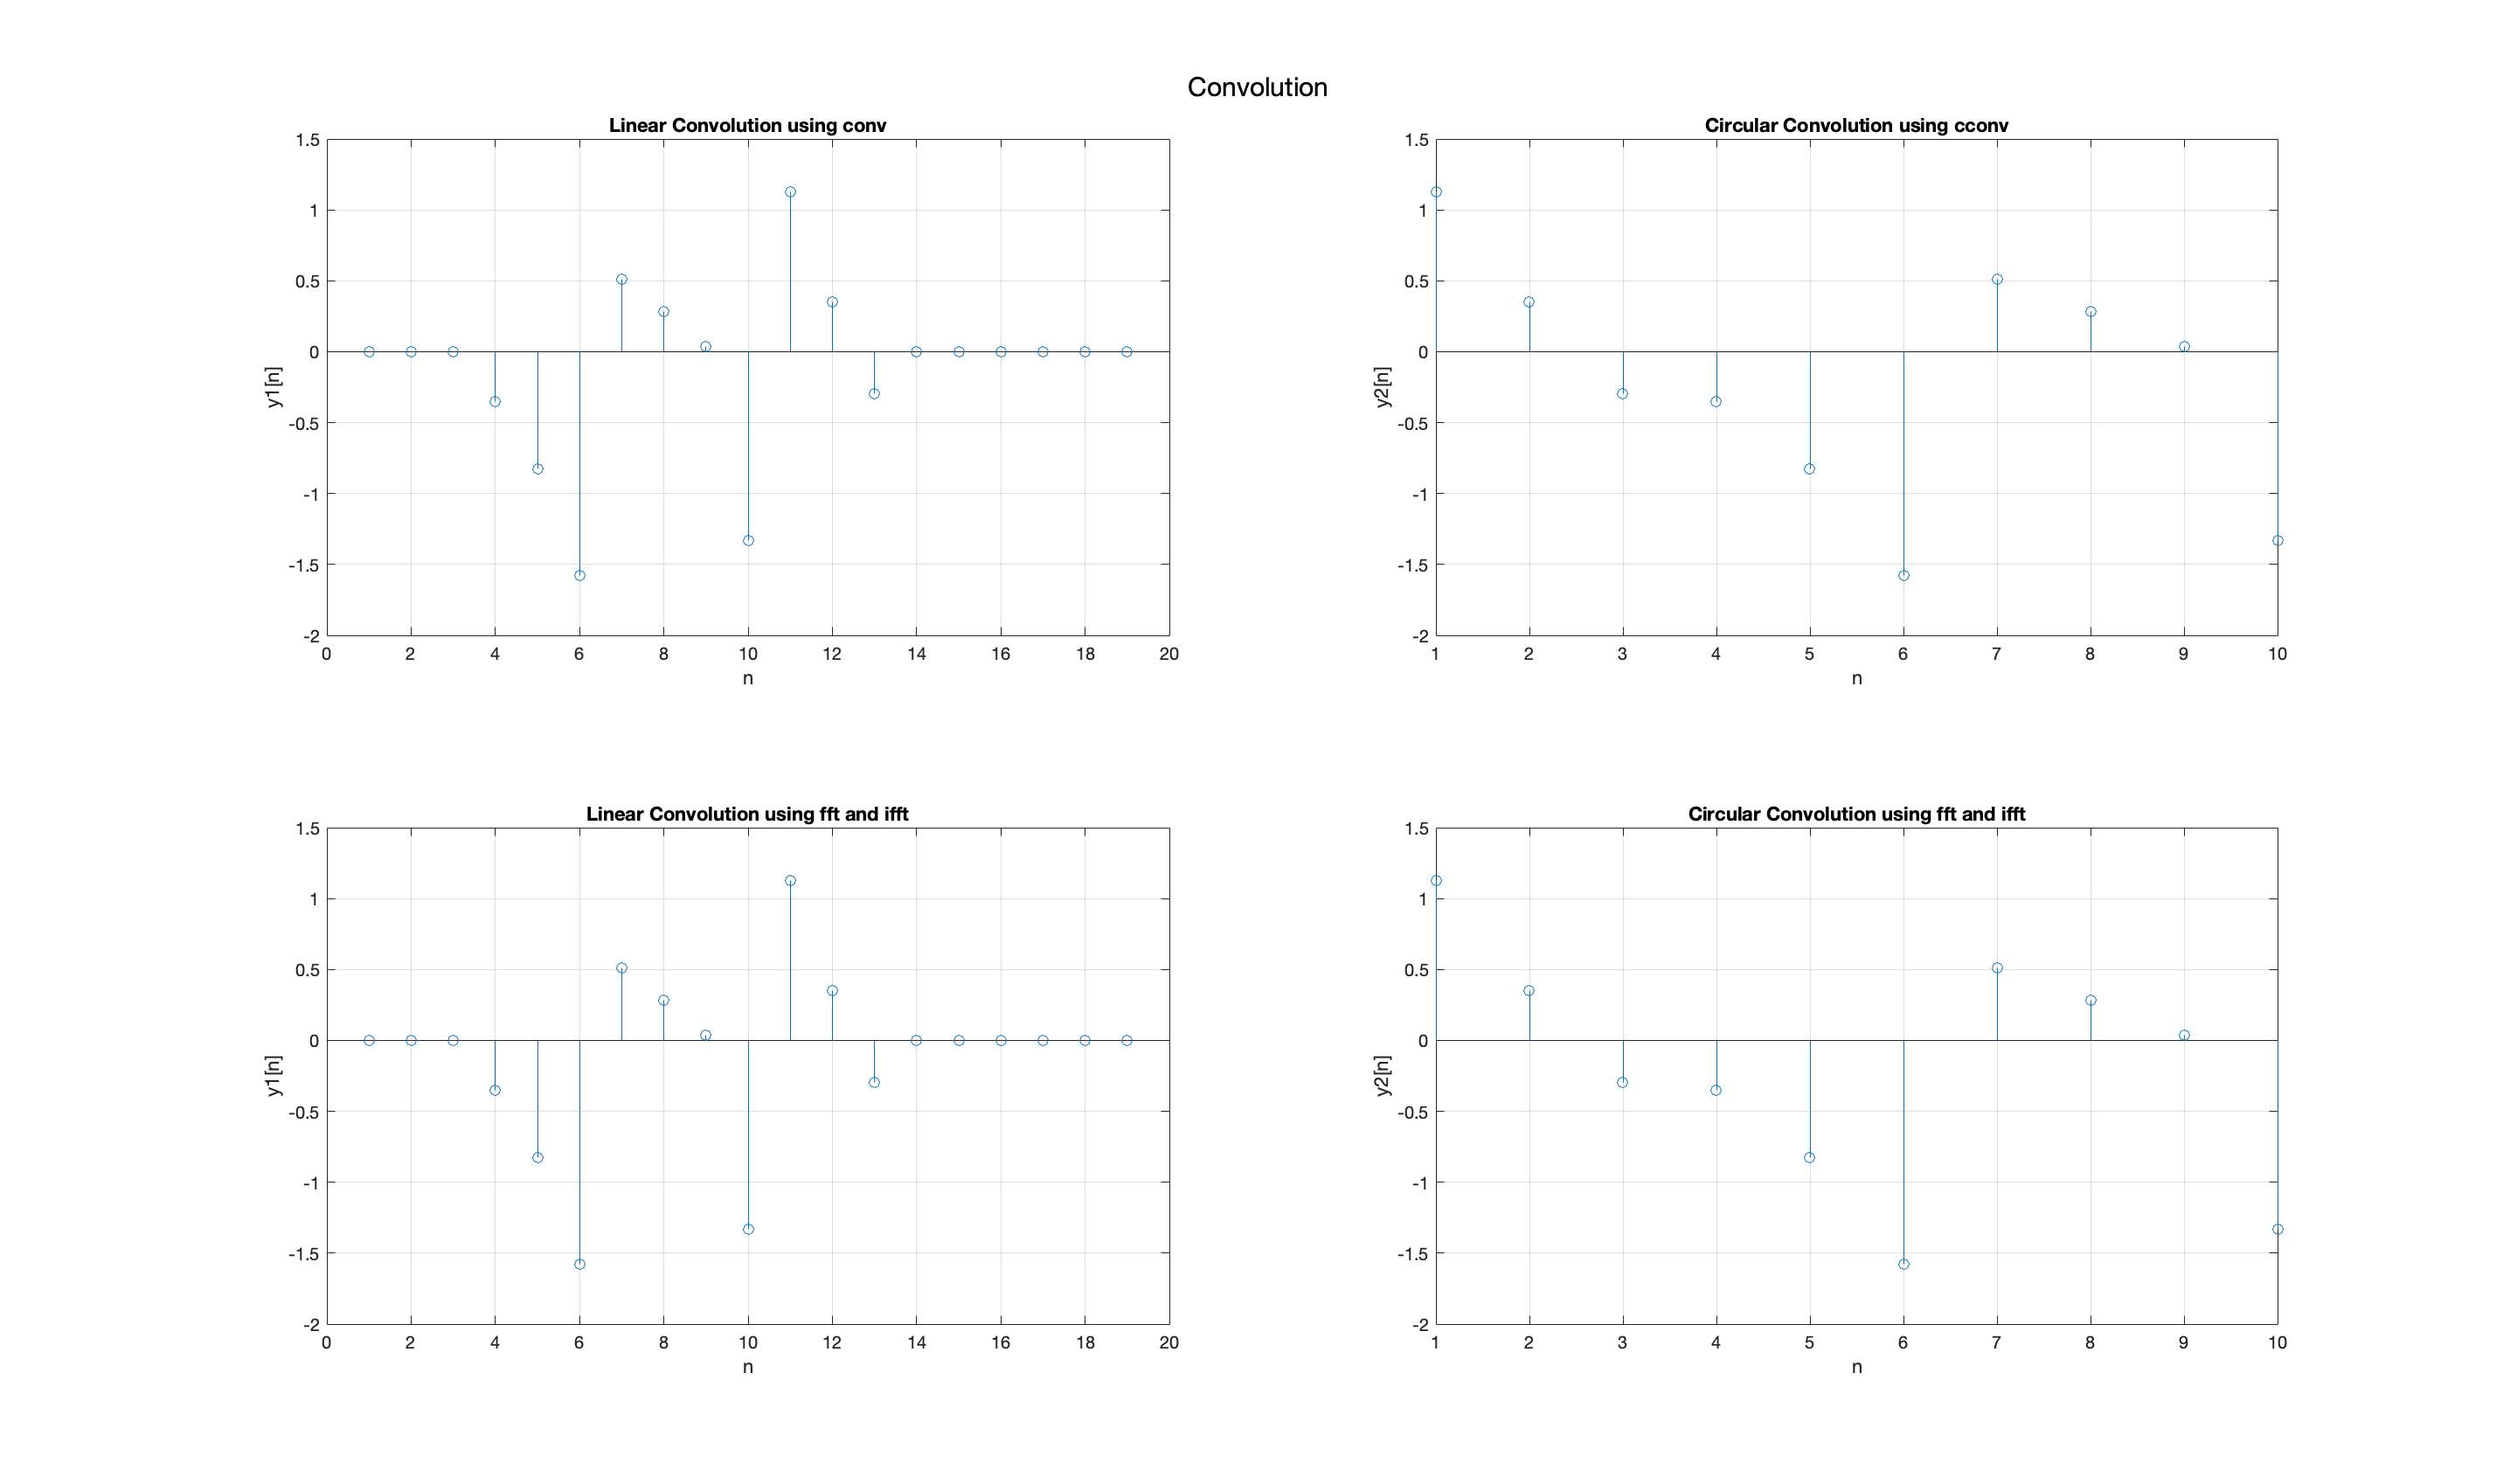 Convolution
Linear Convolution using conv
1.5
1
0.5
0
-0.5
-1
-1.5
-2
y1[n]
0 2 4 6 8 10 12 14 16 18 20
n
Circular Convolution using cconv
1.5
1
0.5
0
-0.5
-1
-1.5
-2
y2[n]
1 2 3 4 5 6 7 8 9 10
n
Linear Convolution using fft and ifft
1.5
1
0.5
0
-0.5
-1
-1.5
-2
y1[n]
0 2 4 6 8 10 12 14 16 18 20
n
Circular Convolution using fft and ifft
1.5
1
0.5
0
-0.5
-1
-1.5
-2
y2[n]
1 2 3 4 5 6 7 8 9 10
n